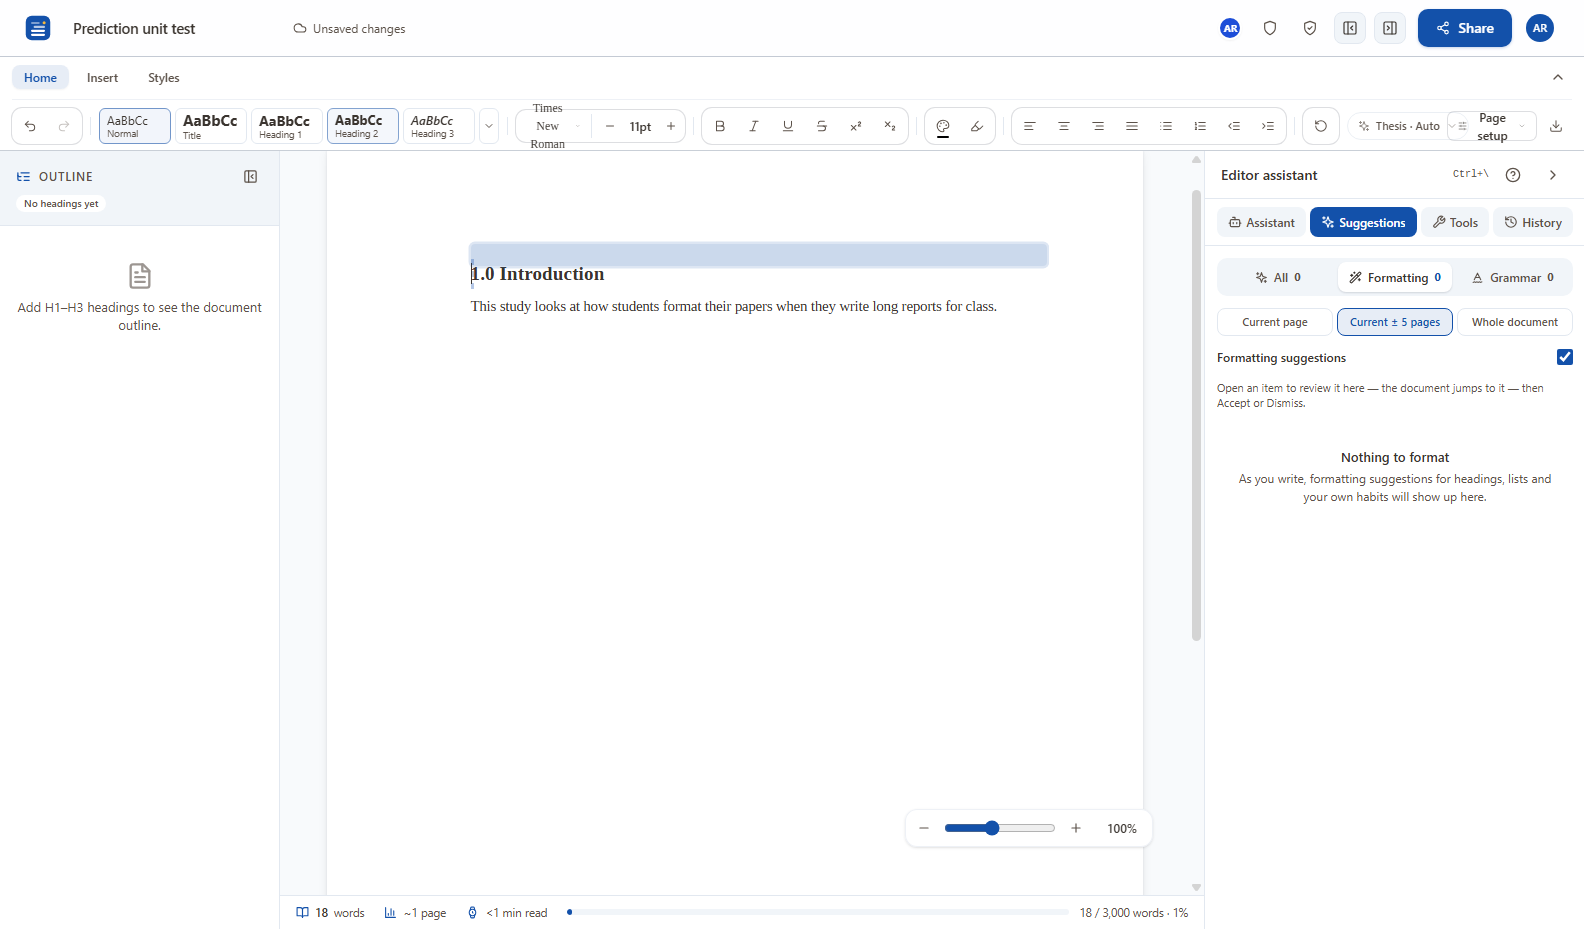 Prediction unit test
Unsaved changes
AR
Share
AR
Home
Insert
Styles
AaBbCc
Normal
AaBbCc
Title
AaBbCc
Heading 1
AaBbCc
Heading 2
AaBbCc
Heading 3
Times
New
Roman
11pt
B
I
U
S
x²
x₂
Thesis · Auto
Page
setup
OUTLINE
No headings yet
Add H1–H3 headings to see the document
outline.
1.0 Introduction
This study looks at how students format their papers when they write long reports for class.
100%
18 words
~1 page
<1 min read
18 / 3,000 words · 1%
Editor assistant
Ctrl+\
Assistant
Suggestions
Tools
History
All 0
Formatting 0
Grammar 0
Current page
Current ± 5 pages
Whole document
Formatting suggestions
Open an item to review it here — the document jumps to it — then
Accept or Dismiss.
Nothing to format
As you write, formatting suggestions for headings, lists and
your own habits will show up here.